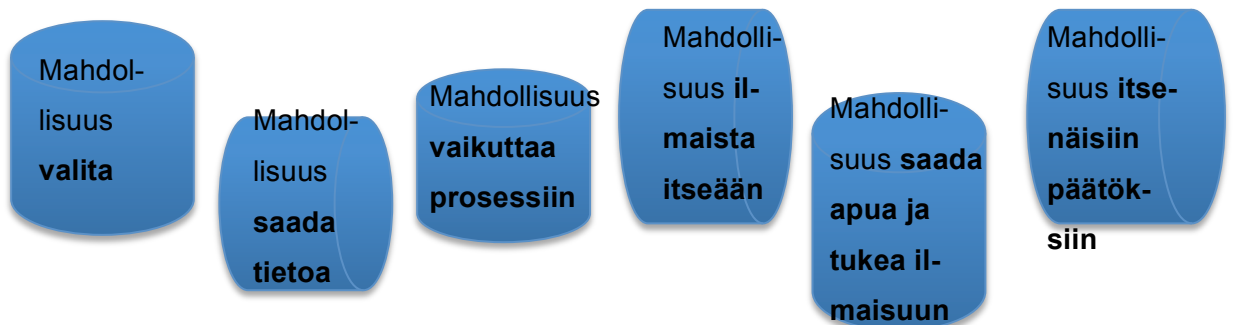 Mahdol-
lisuus
valita
Mahdol-
lisuus
saada
tietoa
Mahdollisuus
vaikuttaa
prosessiin
Mahdolli-
suus il-
maista
itseään
Mahdolli-
suus saada
apua ja
tukea il-
maisuun
Mahdolli-
suus itse-
näisiin
päätök-
siin